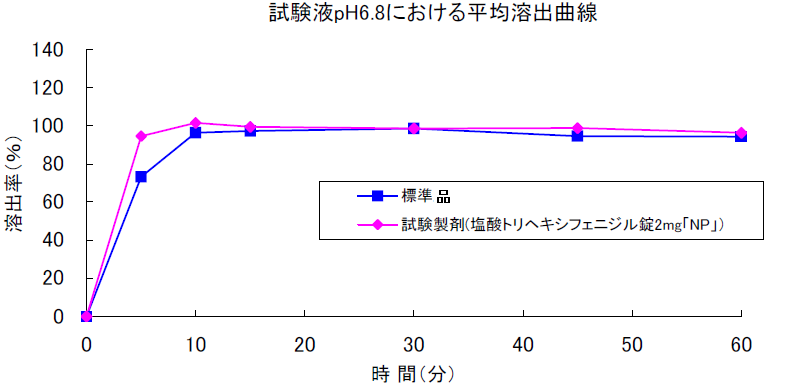 試験液pH6.8における平均溶出曲線
140
120
100
80
60
40
20
0
溶出率(%)
標準品
試験製剤(塩酸トリヘキシフェニジル錠2mg「NP」)
0 10 20 30 40 50 60
時 間(分)